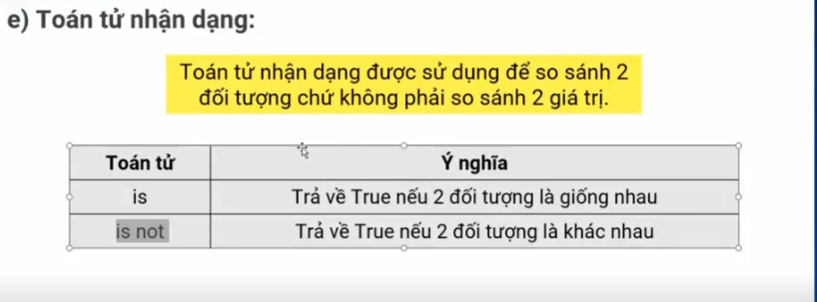 e) Toán tử nhận dạng:
Toán tử nhận dạng được sử dụng để so sánh 2
đối tượng chứ không phải so sánh 2 giá trị.
Toán tử Ý nghĩa
is Trả về True nếu 2 đối tượng là giống nhau
is not Trả về True nếu 2 đối tượng là khác nhau